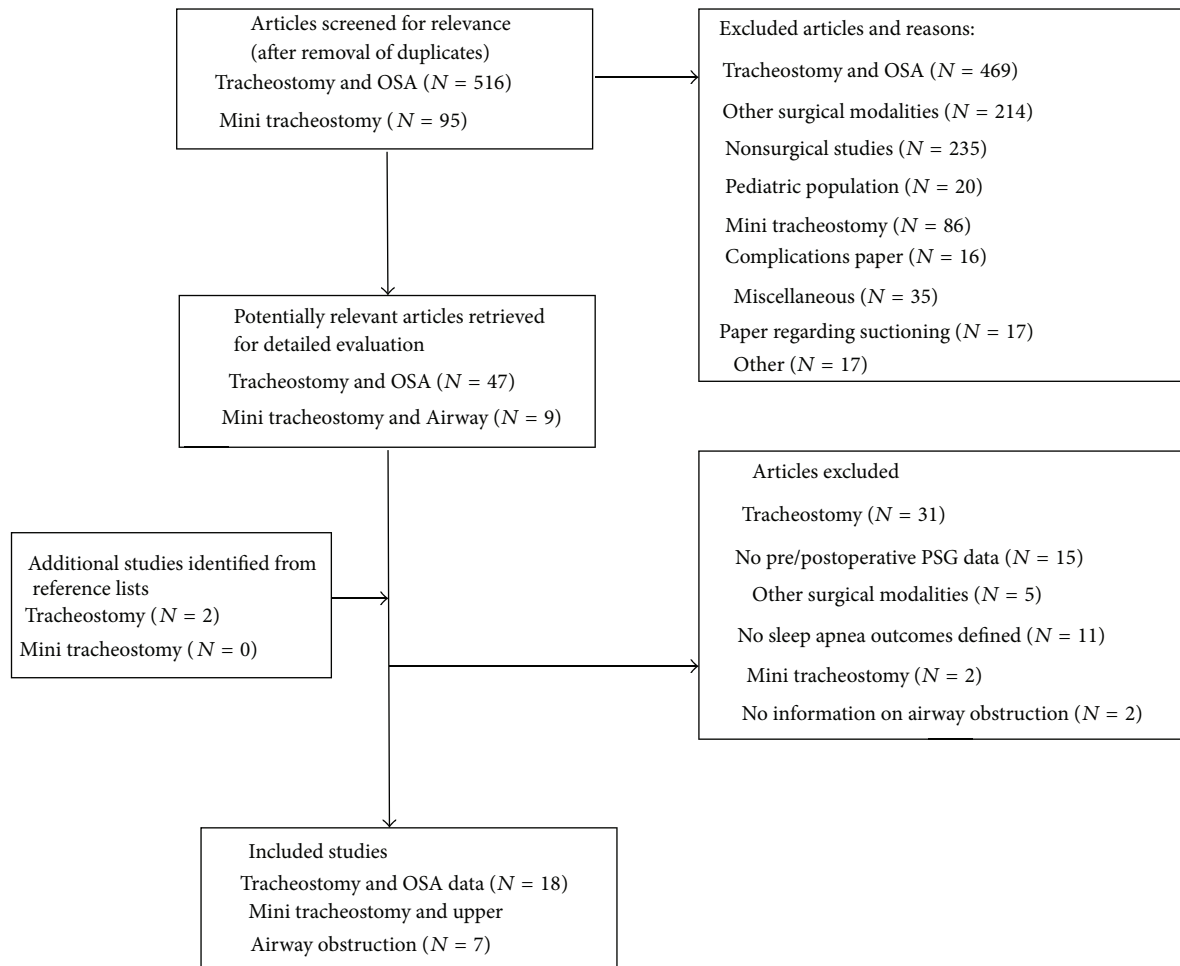 Articles screened for relevance
(after removal of duplicates)
Tracheostomy and OSA (N = 516)
Mini tracheostomy (N = 95)
Excluded articles and reasons:
Tracheostomy and OSA (N = 469)
Other surgical modalities (N = 214)
Nonsurgical studies (N = 235)
Pediatric population (N = 20)
Mini tracheostomy (N = 86)
Complications paper (N = 16)
Miscellaneous (N = 35)
Paper regarding suctioning (N = 17)
Other (N = 17)
Potentially relevant articles retrieved
for detailed evaluation
Tracheostomy and OSA (N = 47)
Mini tracheostomy and Airway (N = 9)
Additional studies identified from
reference lists
Tracheostomy (N = 2)
Mini tracheostomy (N = 0)
Articles excluded
Tracheostomy (N = 31)
No pre/postoperative PSG data (N = 15)
Other surgical modalities (N = 5)
No sleep apnea outcomes defined (N = 11)
Mini tracheostomy (N = 2)
No information on airway obstruction (N = 2)
Included studies
Tracheostomy and OSA data (N = 18)
Mini tracheostomy and upper
Airway obstruction (N = 7)